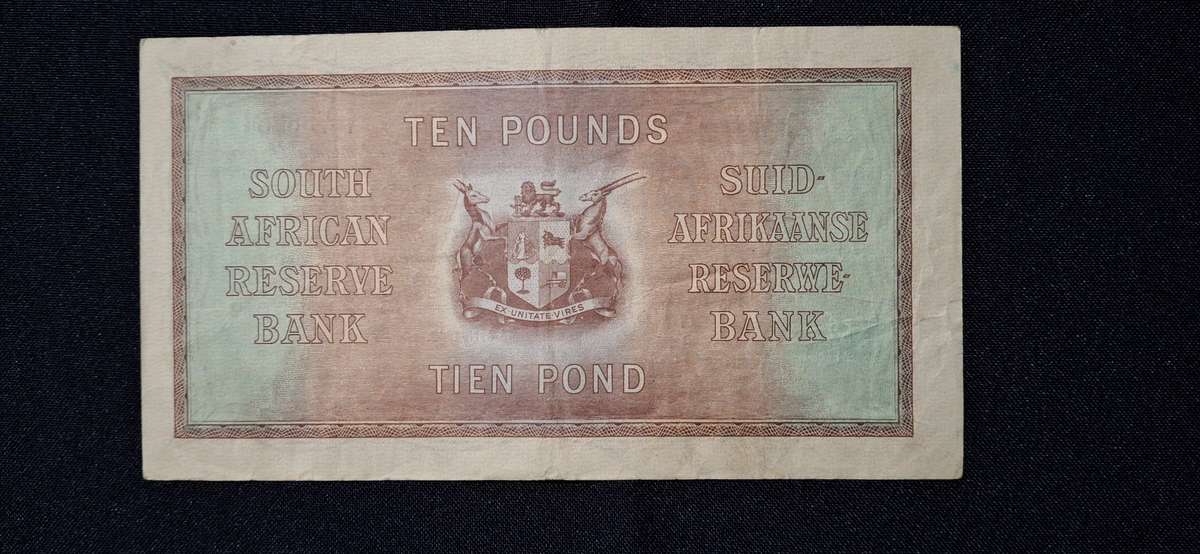 TEN POUNDS
SOUTH
AFRICAN
RESERVE
BANK
EX·UNITATE·VIRES
SUID-
AFRIKAANSE
RESERWE-
BANK
TIEN POND